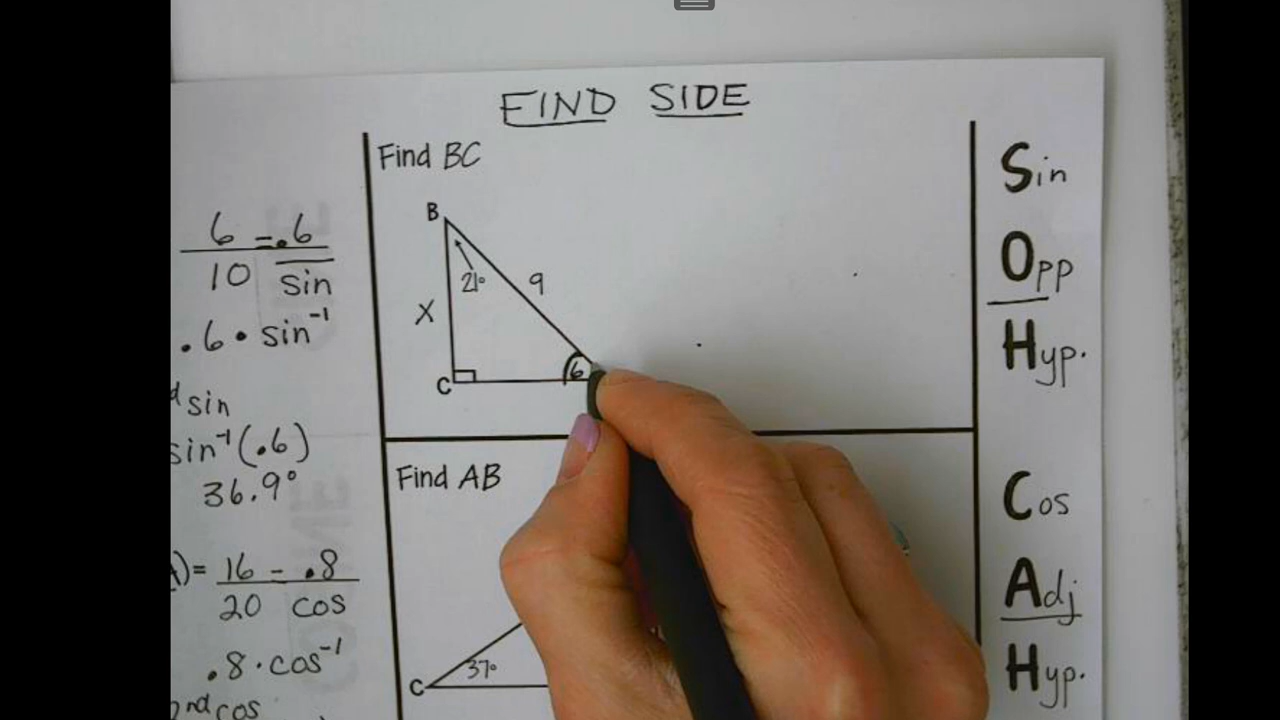 FIND SIDE
6 = .6
10 sin
.6 • sin⁻¹
sin
sin⁻¹(.6)
36.9°
)= 16 = .8
20 cos
.8 · cos⁻¹
2nd cos
Find BC
B
21°
9
X
C
6
Find AB
37°
C
Sin
Opp
Hyp.
Cos
Adj
Hyp.